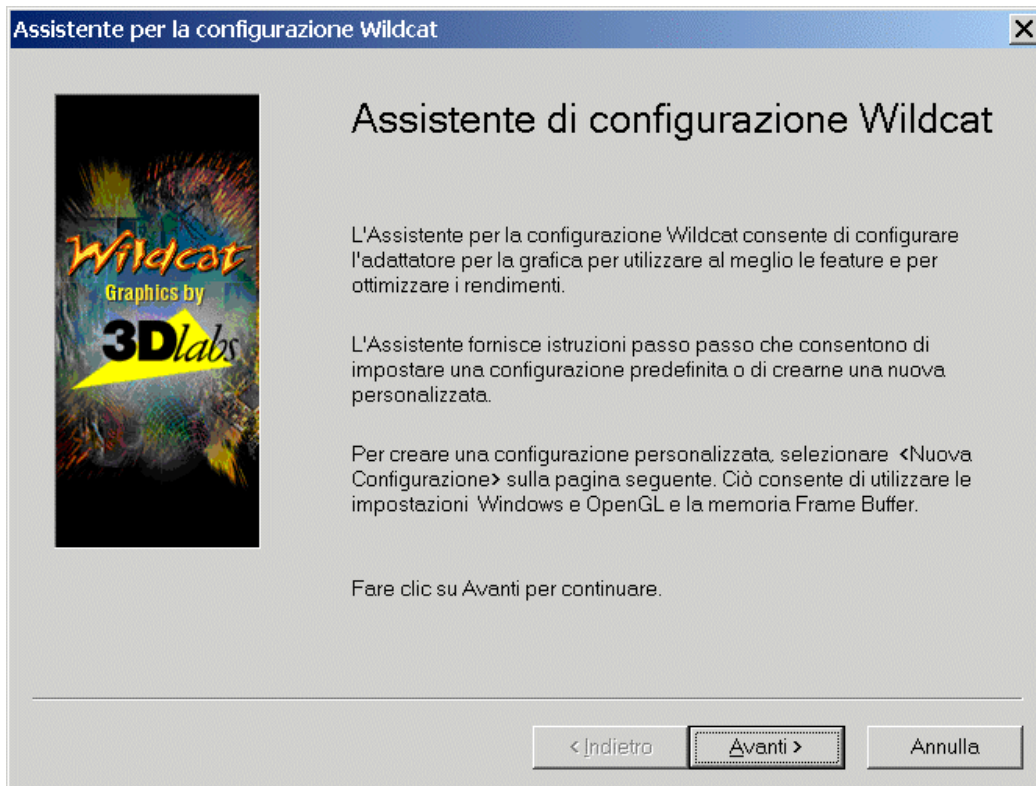 Assistente per la configurazione Wildcat
Assistente di configurazione Wildcat
Wildcat
Graphics by
3Dlabs
L'Assistente per la configurazione Wildcat consente di configurare
l'adattatore per la grafica per utilizzare al meglio le feature e per
ottimizzare i rendimenti.
L'Assistente fornisce istruzioni passo passo che consentono di
impostare una configurazione predefinita o di crearne una nuova
personalizzata.
Per creare una configurazione personalizzata, selezionare <Nuova
Configurazione> sulla pagina seguente. Ciò consente di utilizzare le
impostazioni Windows e OpenGL e la memoria Frame Buffer.
Fare clic su Avanti per continuare.
< Indietro
Avanti >
Annulla